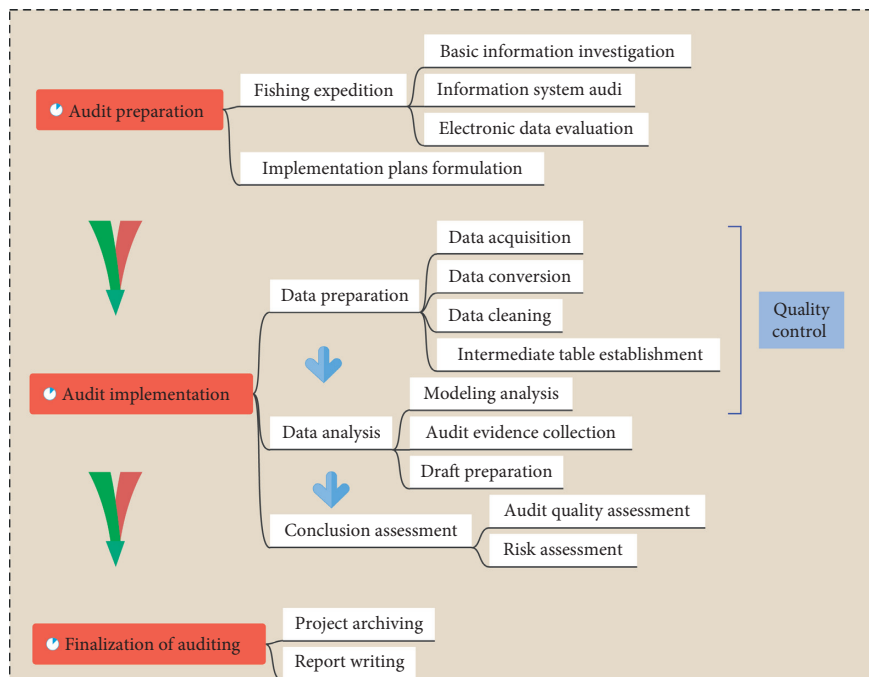 Basic information investigation
Fishing expedition
Information system audi
Audit preparation
Electronic data evaluation
Implementation plans formulation
Data acquisition
Data conversion
Data preparation
Data cleaning
Quality
control
Intermediate table establishment
Audit implementation
Modeling analysis
Data analysis
Audit evidence collection
Draft preparation
Conclusion assessment
Audit quality assessment
Risk assessment
Finalization of auditing
Project archiving
Report writing